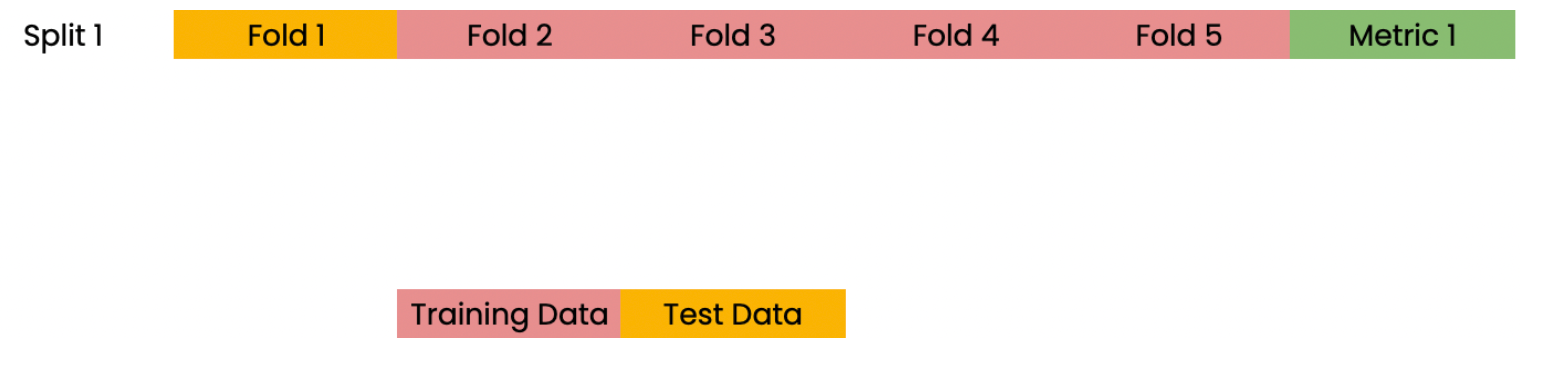 Split 1 Fold 1 Fold 2 Fold 3 Fold 4 Fold 5 Metric 1
Training Data Test Data